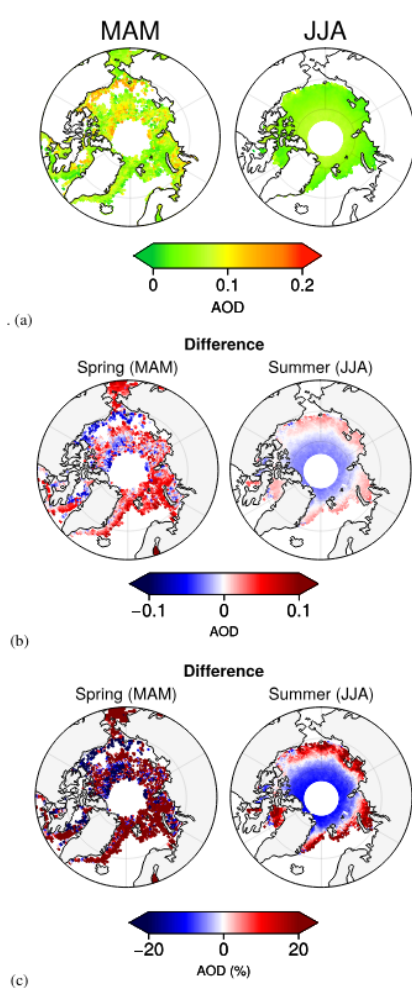 MAM JJA
0 0.1 0.2
AOD
. (a)
Difference
Spring (MAM) Summer (JJA)
−0.1 0 0.1
AOD
(b)
Difference
Spring (MAM) Summer (JJA)
−20 0 20
AOD (%)
(c)